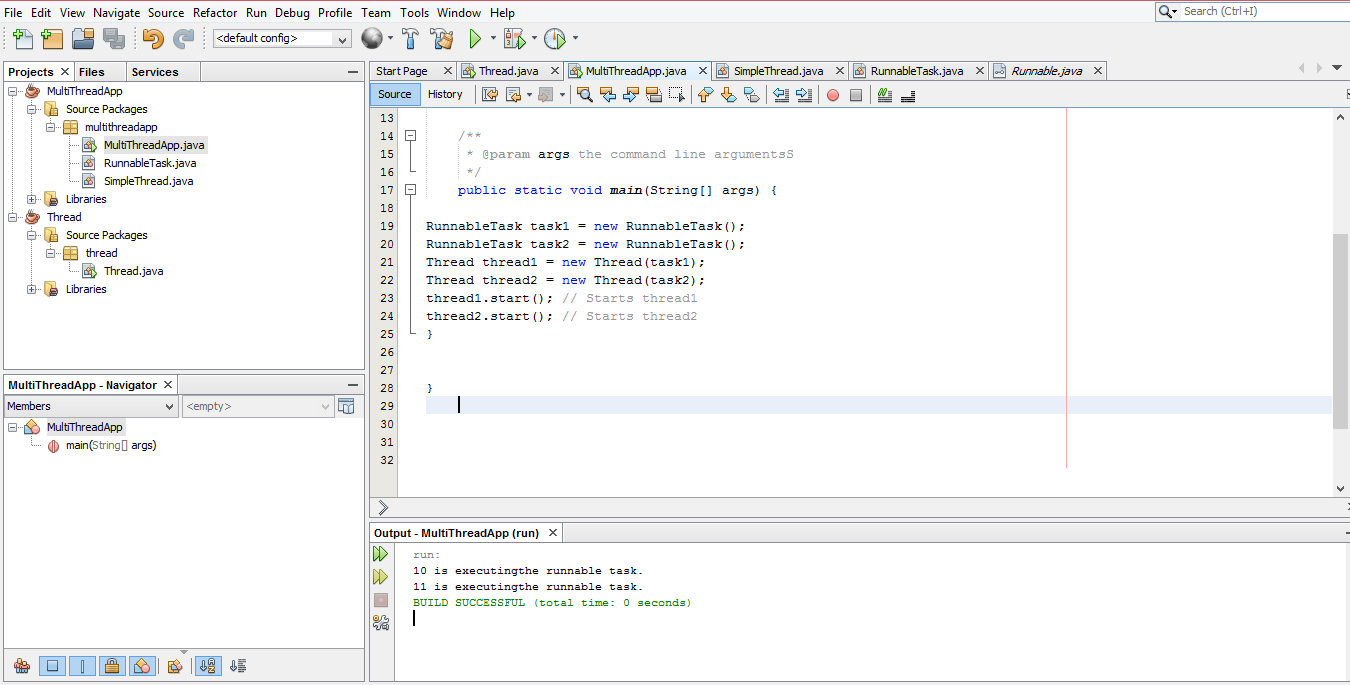 File Edit View Navigate Source Refactor Run Debug Profile Team Tools Window Help
Search (Ctrl+I)
<default config>
Projects Files Services
MultiThreadApp
Source Packages
multithreadapp
MultiThreadApp.java
RunnableTask.java
SimpleThread.java
Libraries
Thread
Source Packages
thread
Thread.java
Libraries
MultiThreadApp - Navigator
Members <empty>
MultiThreadApp
main(String[] args)
Start Page Thread.java MultiThreadApp.java SimpleThread.java RunnableTask.java Runnable.java
Source History
13
14 /**
15 * @param args the command line argumentsS
16 */
17 public static void main(String[] args) {
18
19 RunnableTask task1 = new RunnableTask();
20 RunnableTask task2 = new RunnableTask();
21 Thread thread1 = new Thread(task1);
22 Thread thread2 = new Thread(task2);
23 thread1.start(); // Starts thread1
24 thread2.start(); // Starts thread2
25 }
26
27
28 }
29
30
31
32
Output - MultiThreadApp (run)
run:
10 is executingthe runnable task.
11 is executingthe runnable task.
BUILD SUCCESSFUL (total time: 0 seconds)